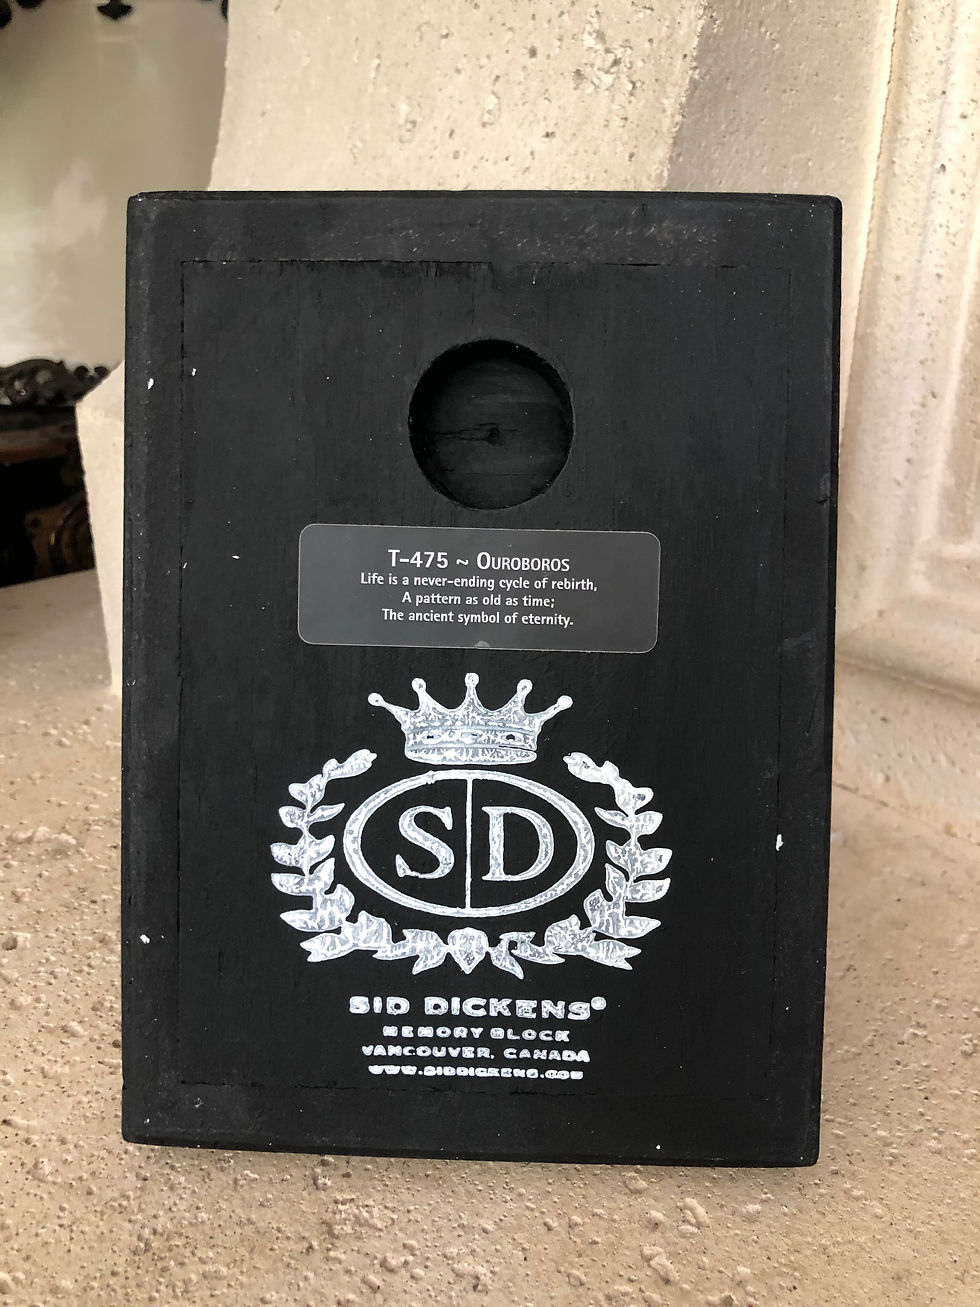 T-475 ~ OUROBOROS
Life is a never-ending cycle of rebirth,
A pattern as old as time;
The ancient symbol of eternity.
S D
SID DICKENS®
MEMORY BLOCK
VANCOUVER, CANADA
WWW.SIDDICKENS.COM